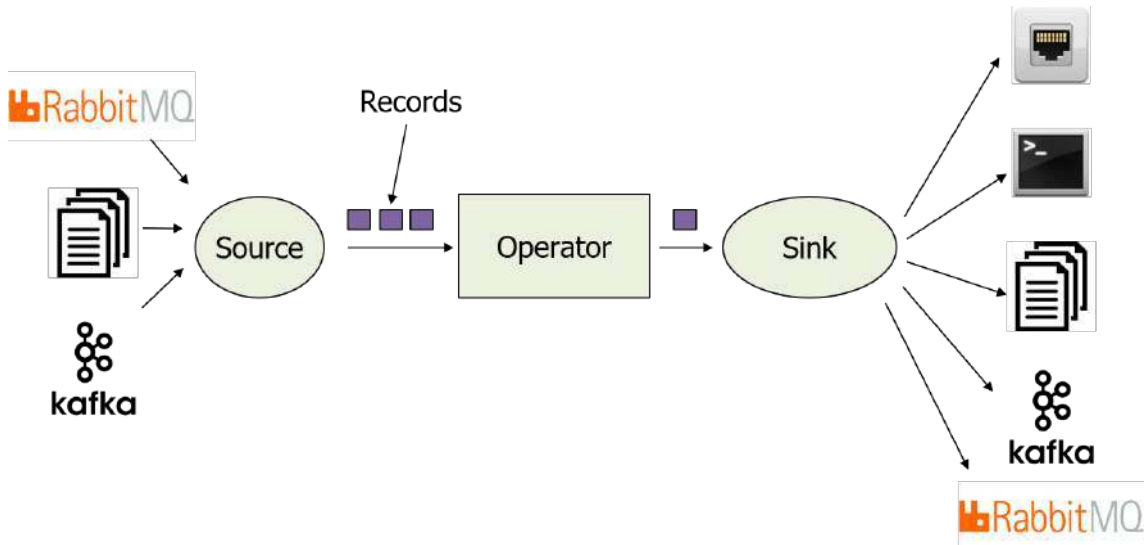 RabbitMQ
Records
Source
Operator
Sink
>_
kafka
kafka
RabbitMQ